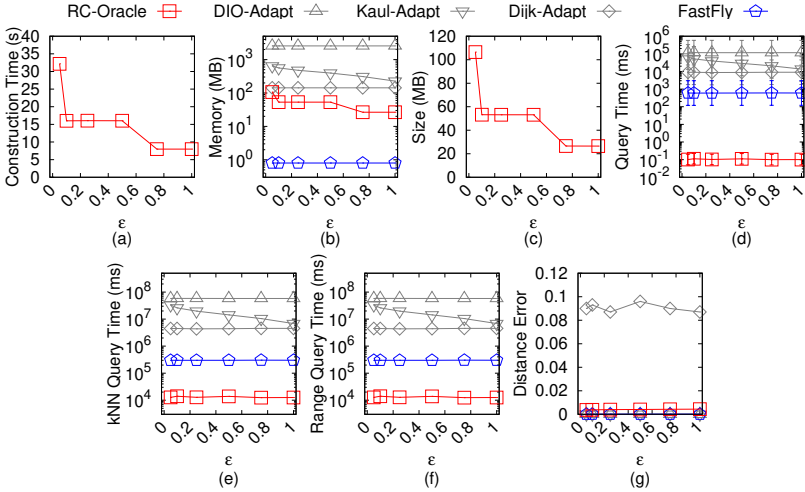 RC-Oracle DIO-Adapt Kaul-Adapt Dijk-Adapt FastFly
Construction Time (s)
40
35
30
25
20
15
10
5
0
0 0.2 0.4 0.6 0.8 1
ε
(a)
Memory (MB)
10^3
10^2
10^1
10^0
0 0.2 0.4 0.6 0.8 1
ε
(b)
Size (MB)
120
100
80
60
40
20
0
0 0.2 0.4 0.6 0.8 1
ε
(c)
Query Time (ms)
10^6
10^5
10^4
10^3
10^2
10^1
10^0
10^-1
10^-2
0 0.2 0.4 0.6 0.8 1
ε
(d)
kNN Query Time (ms)
10^8
10^7
10^6
10^5
10^4
0 0.2 0.4 0.6 0.8 1
ε
(e)
Range Query Time (ms)
10^8
10^7
10^6
10^5
10^4
0 0.2 0.4 0.6 0.8 1
ε
(f)
Distance Error
0.12
0.1
0.08
0.06
0.04
0.02
0
0 0.2 0.4 0.6 0.8 1
ε
(g)